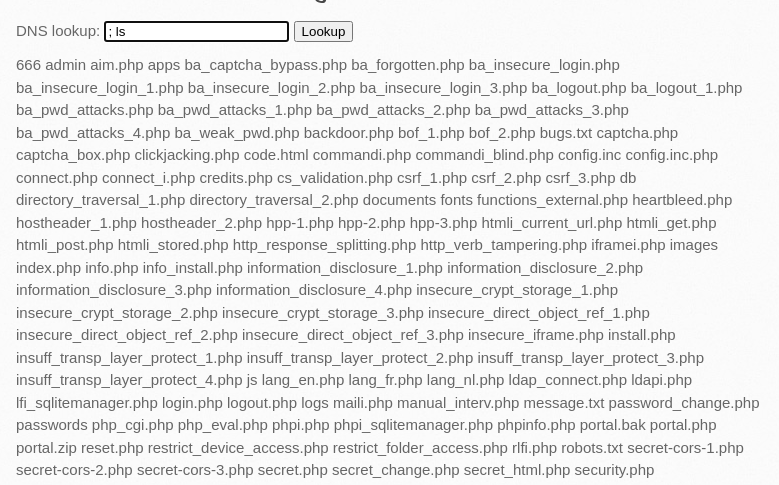 DNS lookup: ; ls Lookup
666 admin aim.php apps ba_captcha_bypass.php ba_forgotten.php ba_insecure_login.php
ba_insecure_login_1.php ba_insecure_login_2.php ba_insecure_login_3.php ba_logout.php ba_logout_1.php
ba_pwd_attacks.php ba_pwd_attacks_1.php ba_pwd_attacks_2.php ba_pwd_attacks_3.php
ba_pwd_attacks_4.php ba_weak_pwd.php backdoor.php bof_1.php bof_2.php bugs.txt captcha.php
captcha_box.php clickjacking.php code.html commandi.php commandi_blind.php config.inc config.inc.php
connect.php connect_i.php credits.php cs_validation.php csrf_1.php csrf_2.php csrf_3.php db
directory_traversal_1.php directory_traversal_2.php documents fonts functions_external.php heartbleed.php
hostheader_1.php hostheader_2.php hpp-1.php hpp-2.php hpp-3.php htmli_current_url.php htmli_get.php
htmli_post.php htmli_stored.php http_response_splitting.php http_verb_tampering.php iframei.php images
index.php info.php info_install.php information_disclosure_1.php information_disclosure_2.php
information_disclosure_3.php information_disclosure_4.php insecure_crypt_storage_1.php
insecure_crypt_storage_2.php insecure_crypt_storage_3.php insecure_direct_object_ref_1.php
insecure_direct_object_ref_2.php insecure_direct_object_ref_3.php insecure_iframe.php install.php
insuff_transp_layer_protect_1.php insuff_transp_layer_protect_2.php insuff_transp_layer_protect_3.php
insuff_transp_layer_protect_4.php js lang_en.php lang_fr.php lang_nl.php ldap_connect.php ldapi.php
lfi_sqlitemanager.php login.php logout.php logs maili.php manual_interv.php message.txt password_change.php
passwords php_cgi.php php_eval.php phpi.php phpi_sqlitemanager.php phpinfo.php portal.bak portal.php
portal.zip reset.php restrict_device_access.php restrict_folder_access.php rlfi.php robots.txt secret-cors-1.php
secret-cors-2.php secret-cors-3.php secret.php secret_change.php secret_html.php security.php